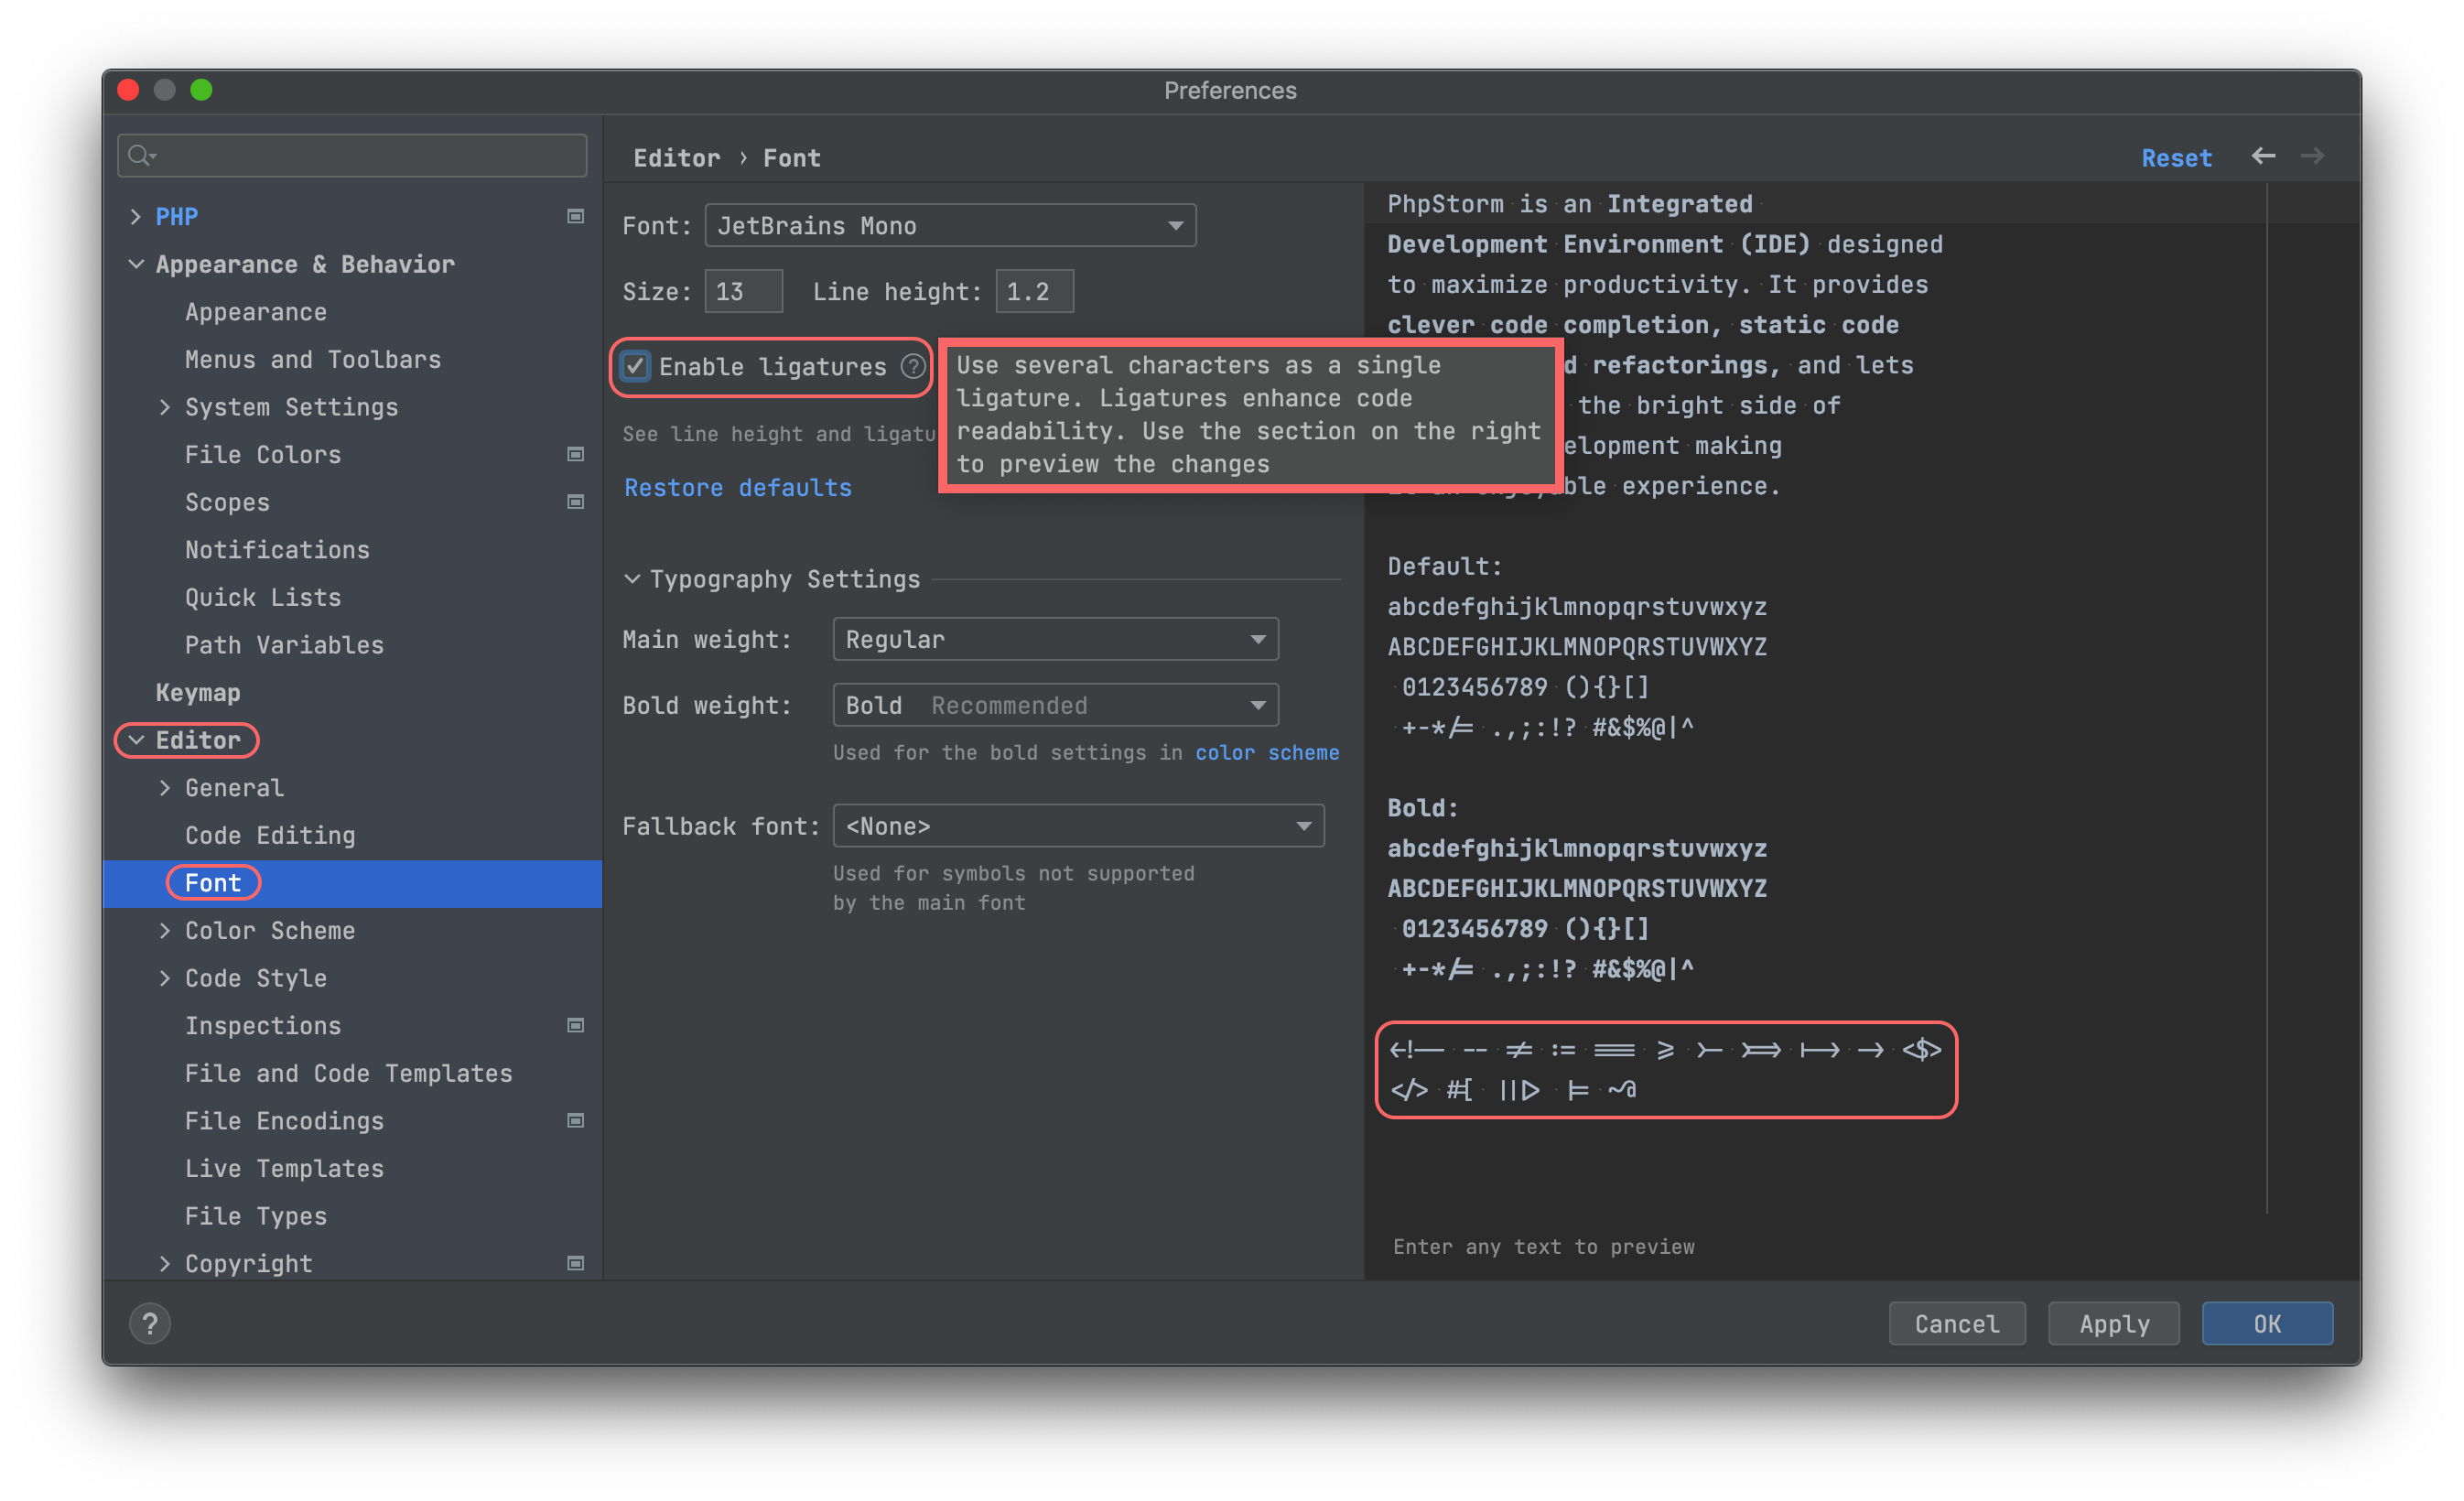 Preferences
PHP
Appearance & Behavior
Appearance
Menus and Toolbars
System Settings
File Colors
Scopes
Notifications
Quick Lists
Path Variables
Keymap
Editor
General
Code Editing
Font
Color Scheme
Code Style
Inspections
File and Code Templates
File Encodings
Live Templates
File Types
Copyright
?
Editor › Font
Reset
Font: JetBrains Mono
Size: 13 Line height: 1.2
Enable ligatures ?
Use several characters as a single
ligature. Ligatures enhance code
readability. Use the section on the right
to preview the changes
See line height and
Restore defaults
Typography Settings
Main weight: Regular
Bold weight: Bold Recommended
Used for the bold settings in color scheme
Fallback font: <None>
Used for symbols not supported
by the main font
PhpStorm is an Integrated
Development Environment (IDE) designed
to maximize productivity. It provides
clever code completion, static code
refactorings, and lets
the bright side of
making
experience.
Default:
abcdefghijklmnopqrstuvwxyz
ABCDEFGHIJKLMNOPQRSTUVWXYZ
0123456789 (){}[]
+-*/= .,;:!? #&$%@|^
Bold:
abcdefghijklmnopqrstuvwxyz
ABCDEFGHIJKLMNOPQRSTUVWXYZ
0123456789 (){}[]
+-*/= .,;:!? #&$%@|^
<!-- -- != := === >= >- >=> |-> -> <$>
</> #[ ||> |= ~@
Enter any text to preview
Cancel
Apply
OK